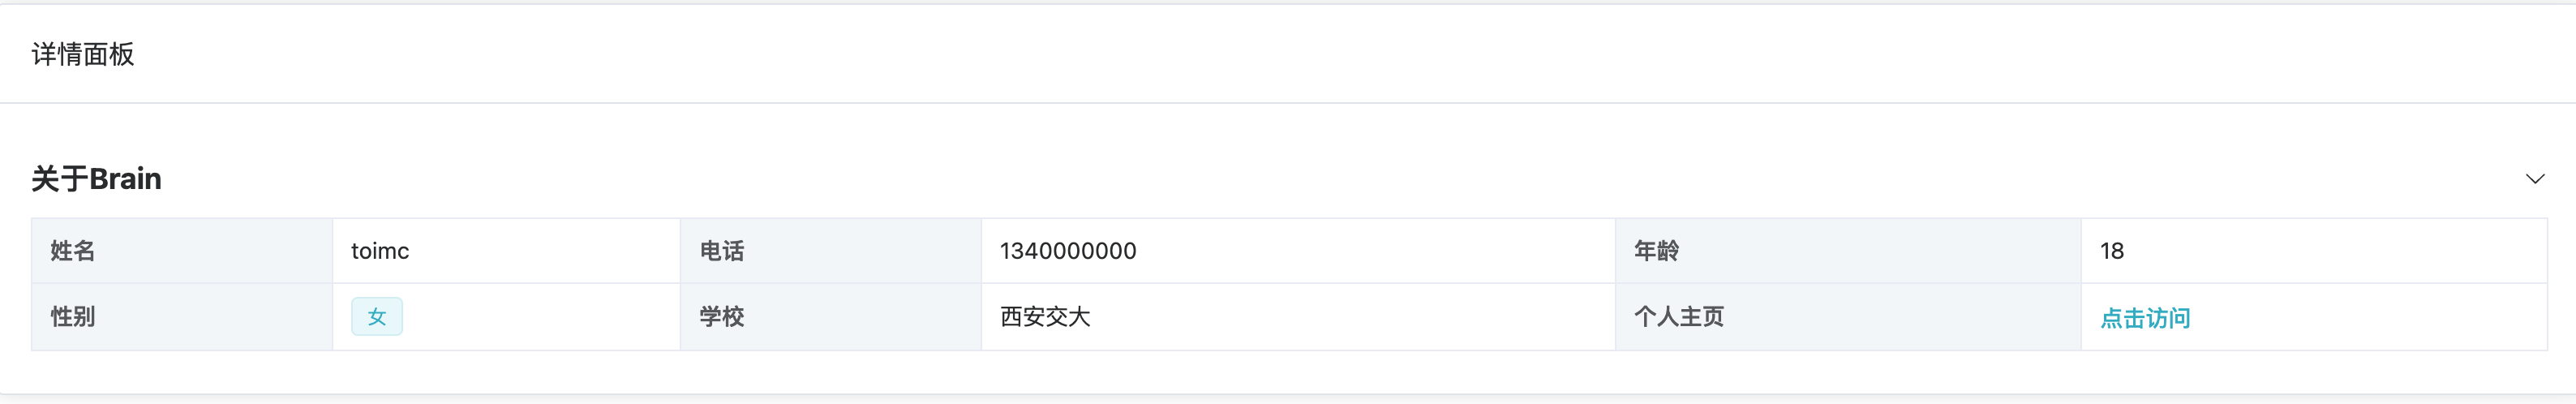 详情面板
关于Brain
姓名 toimc 电话 1340000000 年龄 18
性别 女 学校 西安交大 个人主页 点击访问